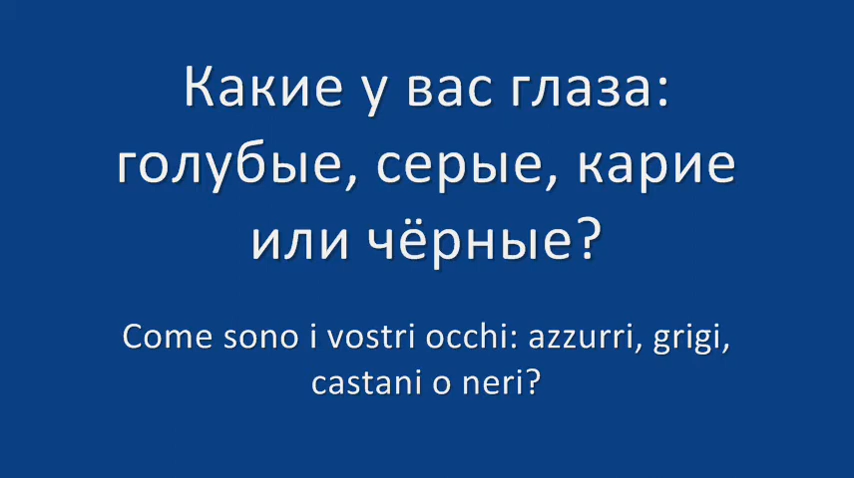 Какие у вас глаза:
голубые, серые, карие
или чёрные?
Come sono i vostri occhi: azzurri, grigi,
castani o neri?